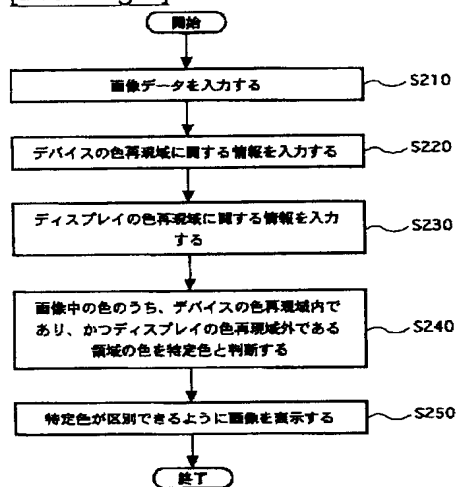 開始
画像データを入力する
S210
デバイスの色再現域に関する情報を入力する
S220
ディスプレイの色再現域に関する情報を入力
する
S230
画像中の色のうち、デバイスの色再現域内で
あり、かつディスプレイの色再現域外である
領域の色を特定色と判断する
S240
特定色が区別できるように画像を表示する
S250
終了